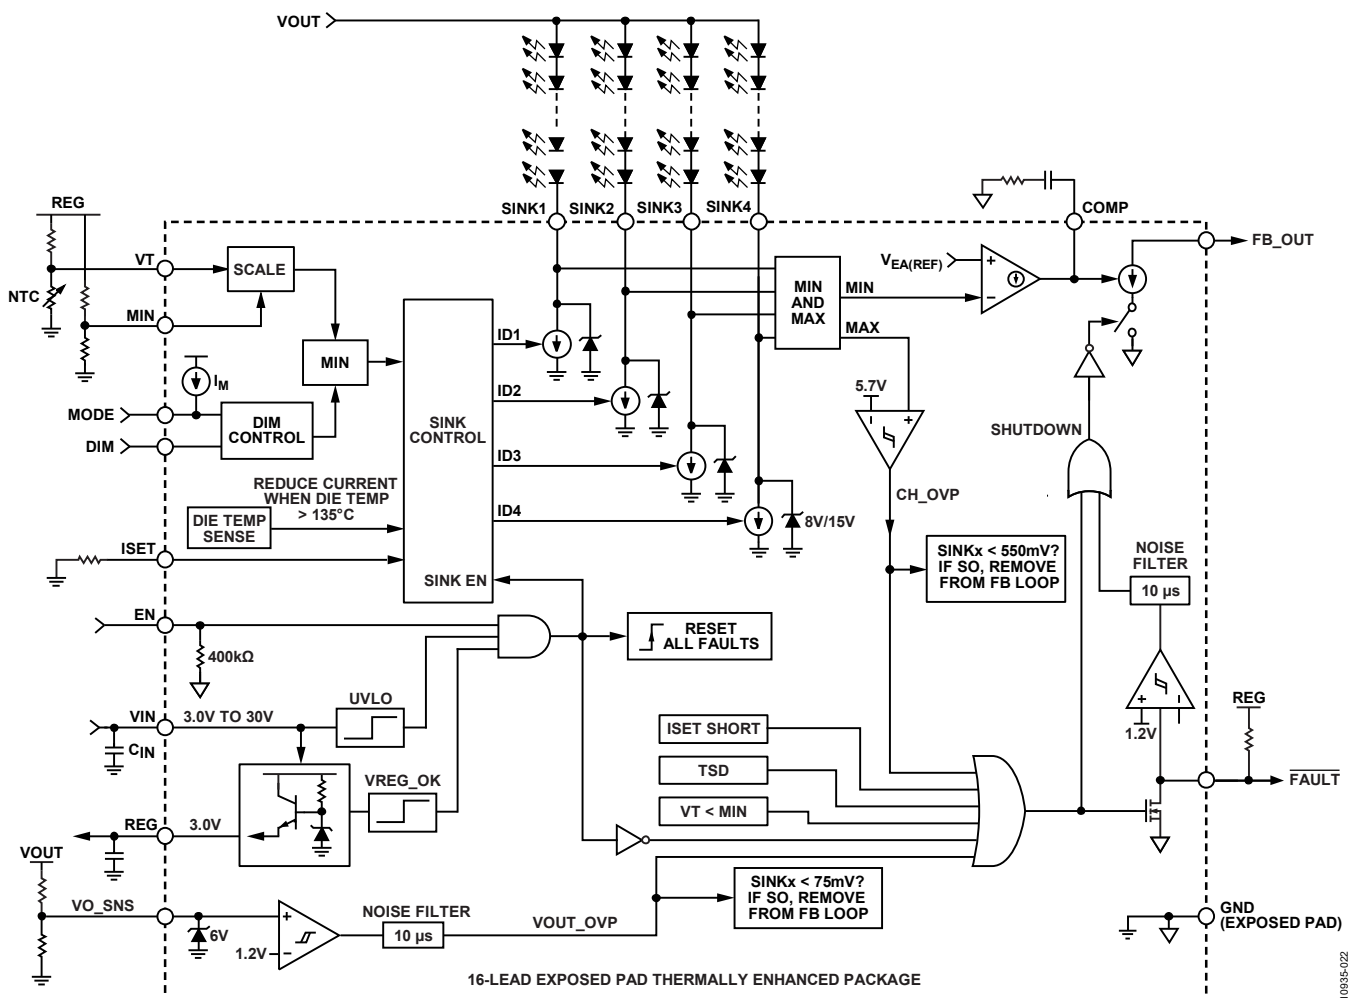 VOUT
SINK1
SINK2
SINK3
SINK4
COMP
REG
VT
NTC
MIN
SCALE
MIN
I_M
MODE
DIM
DIM
CONTROL
SINK
CONTROL
SINK EN
ID1
ID2
ID3
ID4
8V/15V
MIN
AND
MAX
MIN
MAX
V_EA(REF)
+
−
FB_OUT
5.7V
−
+
CH_OVP
SHUTDOWN
REDUCE CURRENT
WHEN DIE TEMP
> 135°C
DIE TEMP
SENSE
ISET
SINKx < 550mV?
IF SO, REMOVE
FROM FB LOOP
NOISE
FILTER
10 µs
EN
400kΩ
RESET
ALL FAULTS
UVLO
VIN
3.0V TO 30V
C_IN
VREG_OK
REG
3.0V
ISET SHORT
TSD
VT < MIN
+
−
1.2V
REG
FAULT
VOUT
VO_SNS
6V
+
1.2V
−
NOISE FILTER
10 µs
VOUT_OVP
SINKx < 75mV?
IF SO, REMOVE
FROM FB LOOP
GND
(EXPOSED PAD)
16-LEAD EXPOSED PAD THERMALLY ENHANCED PACKAGE
10935-022